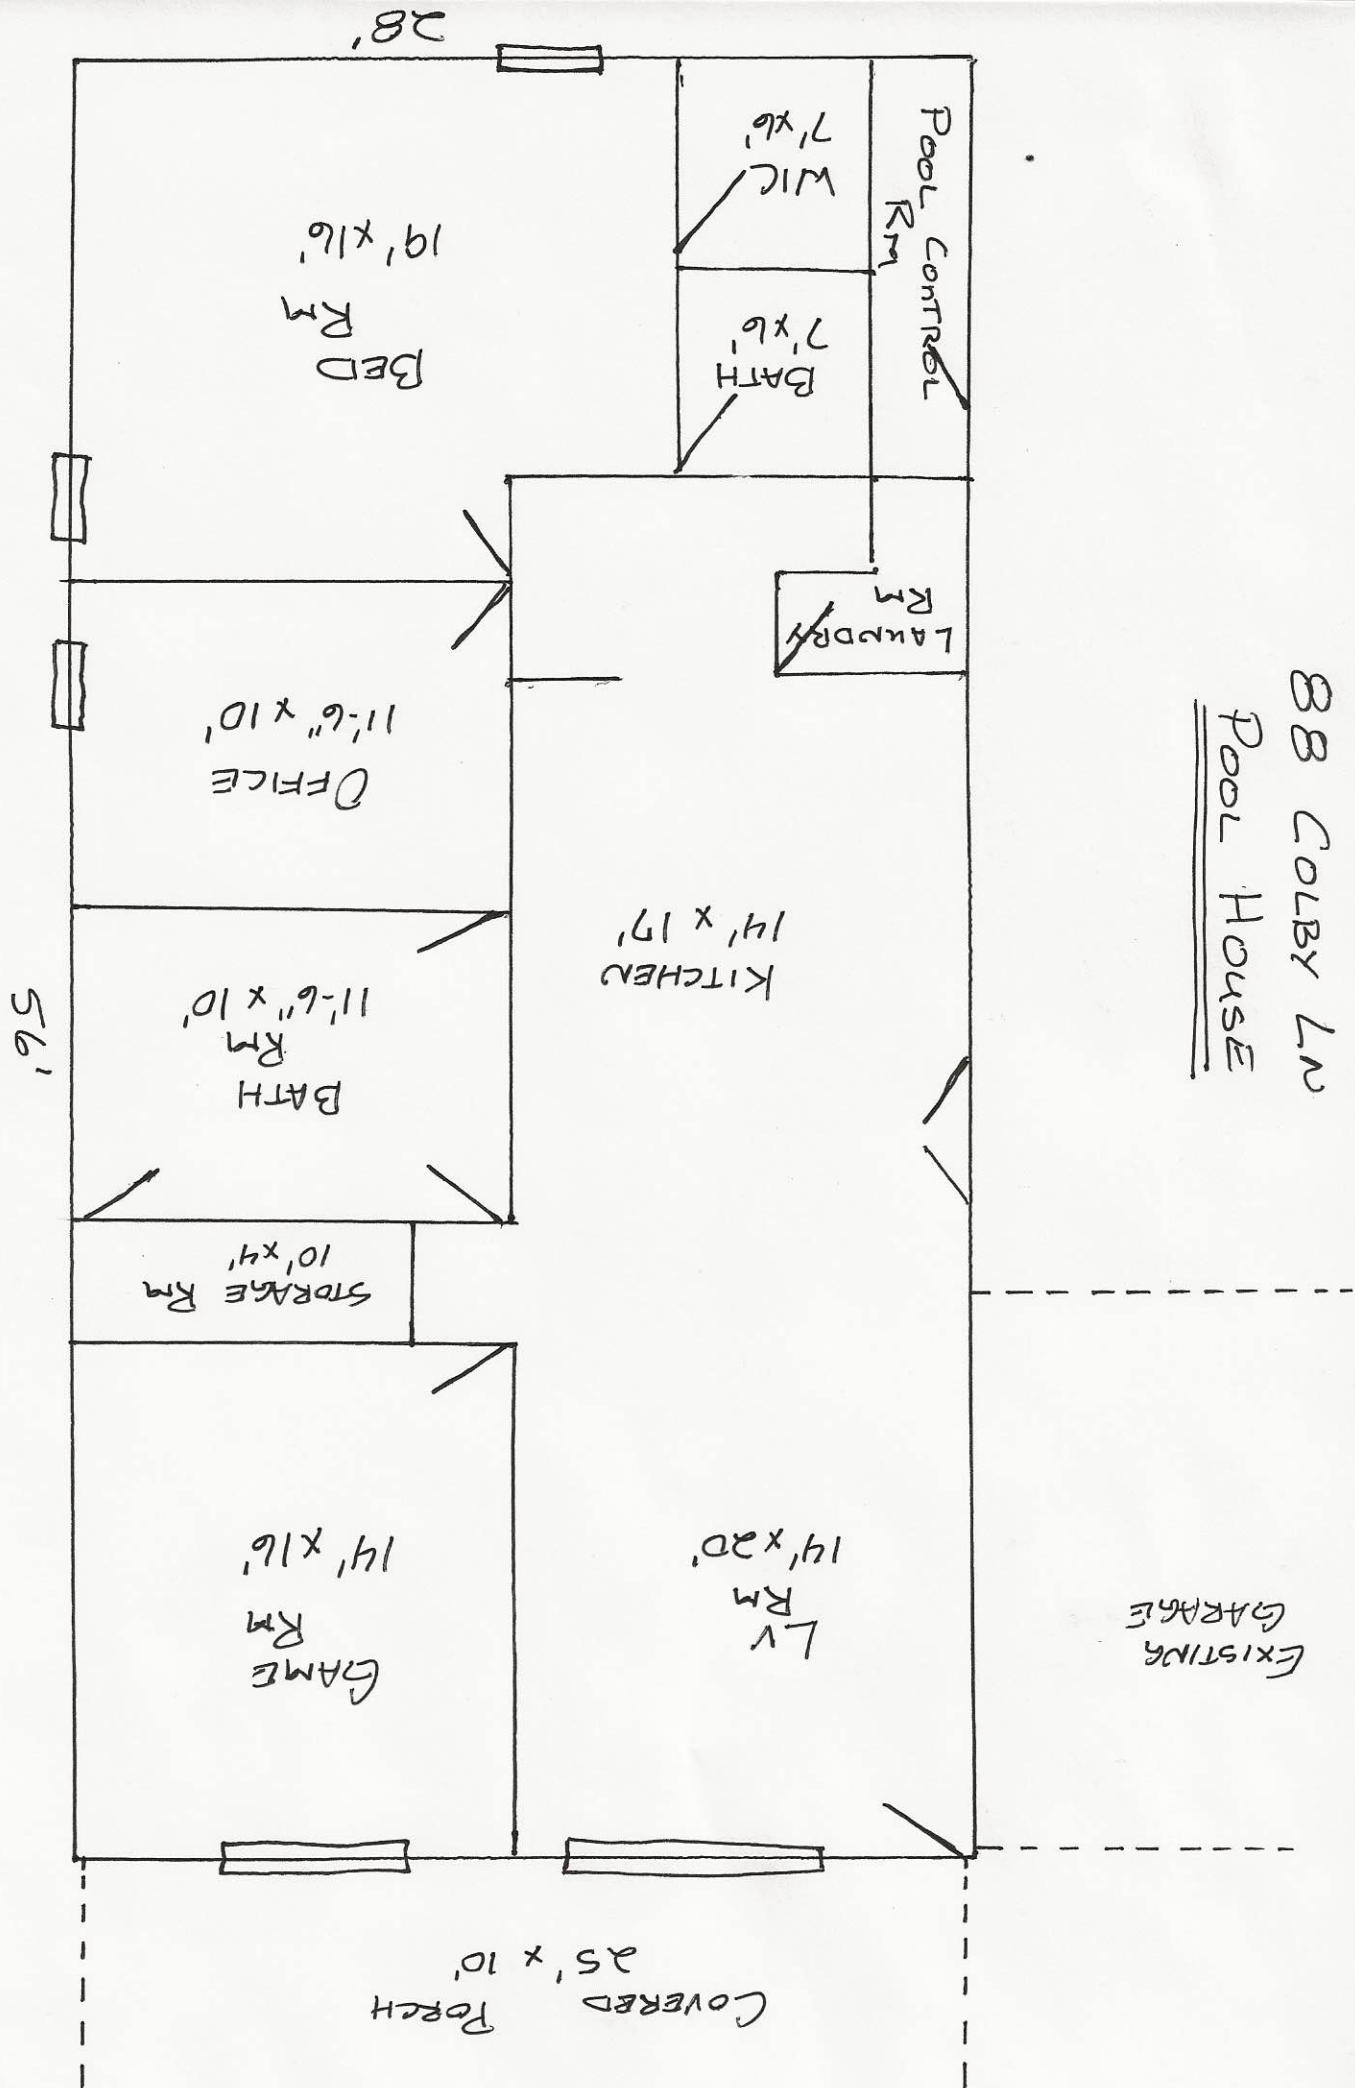 88 COLBY LN
POOL HOUSE
COVERED PORCH
25' x 10'
EXISTING
GARAGE
LV
RM
14' x 20'
GAME
RM
14' x 16'
STORAGE RM
10' x 4'
BATH
RM
11'-6" x 10'
KITCHEN
14' x 17'
OFFICE
11'-6" x 10'
LAUNDRY
RM
BED
RM
19' x 16'
BATH
7' x 6'
WIC
7' x 6'
POOL CONTROL
RM
28'
56'